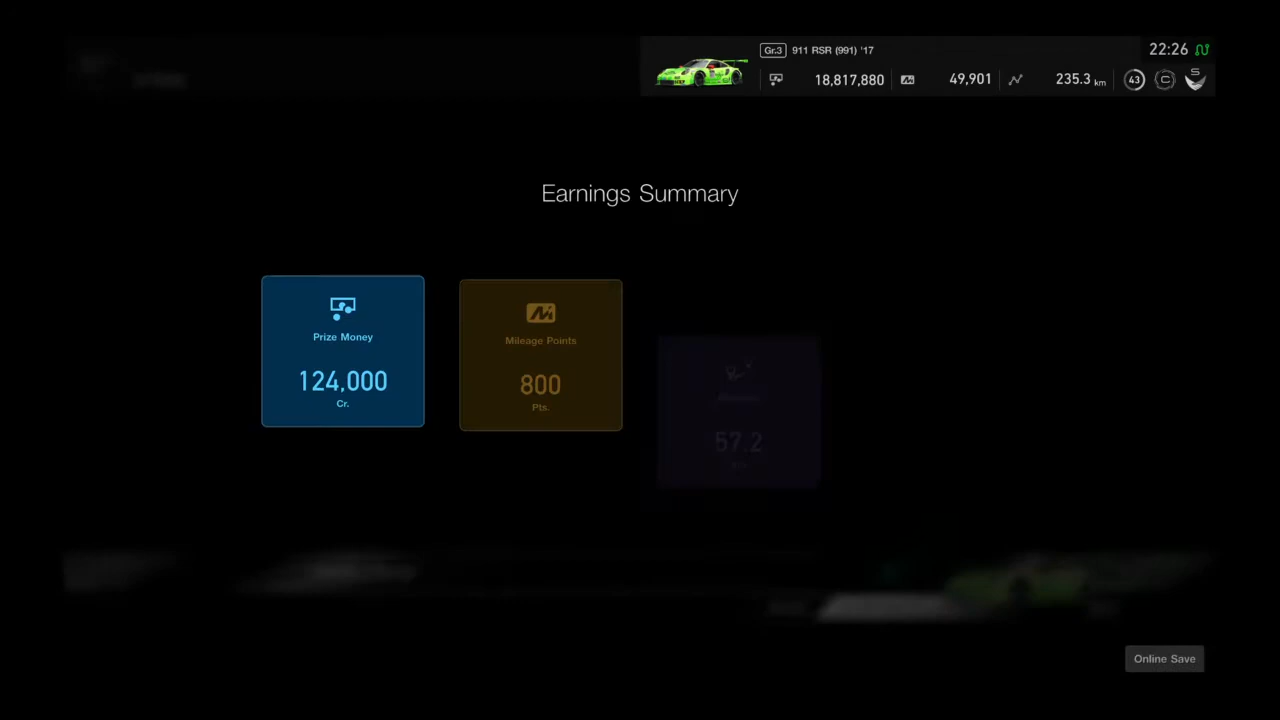 Gr.3 911 RSR (991) '17
22:26
18,817,880
49,901
235.3 km
43
C
S
Earnings Summary
Prize Money
124,000
Cr.
Mileage Points
800
Pts.
57.2
Online Save